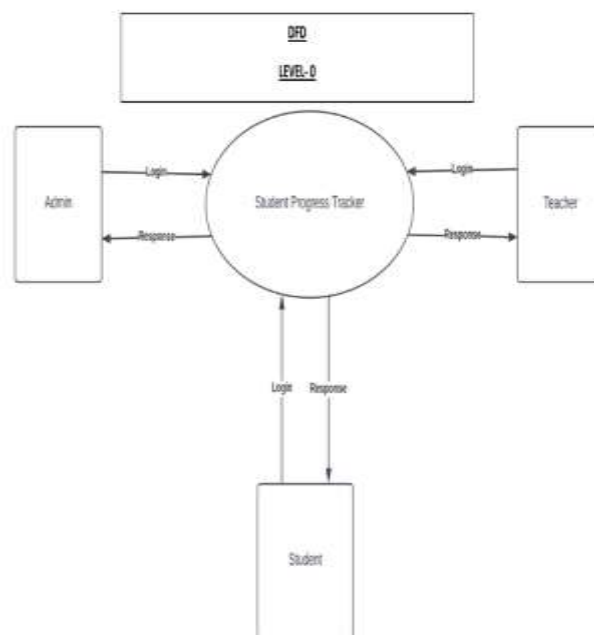 DFD
LEVEL- 0
Login
Login
Admin
Student Progress Tracker
Teacher
Response
Response
Login
Response
Student